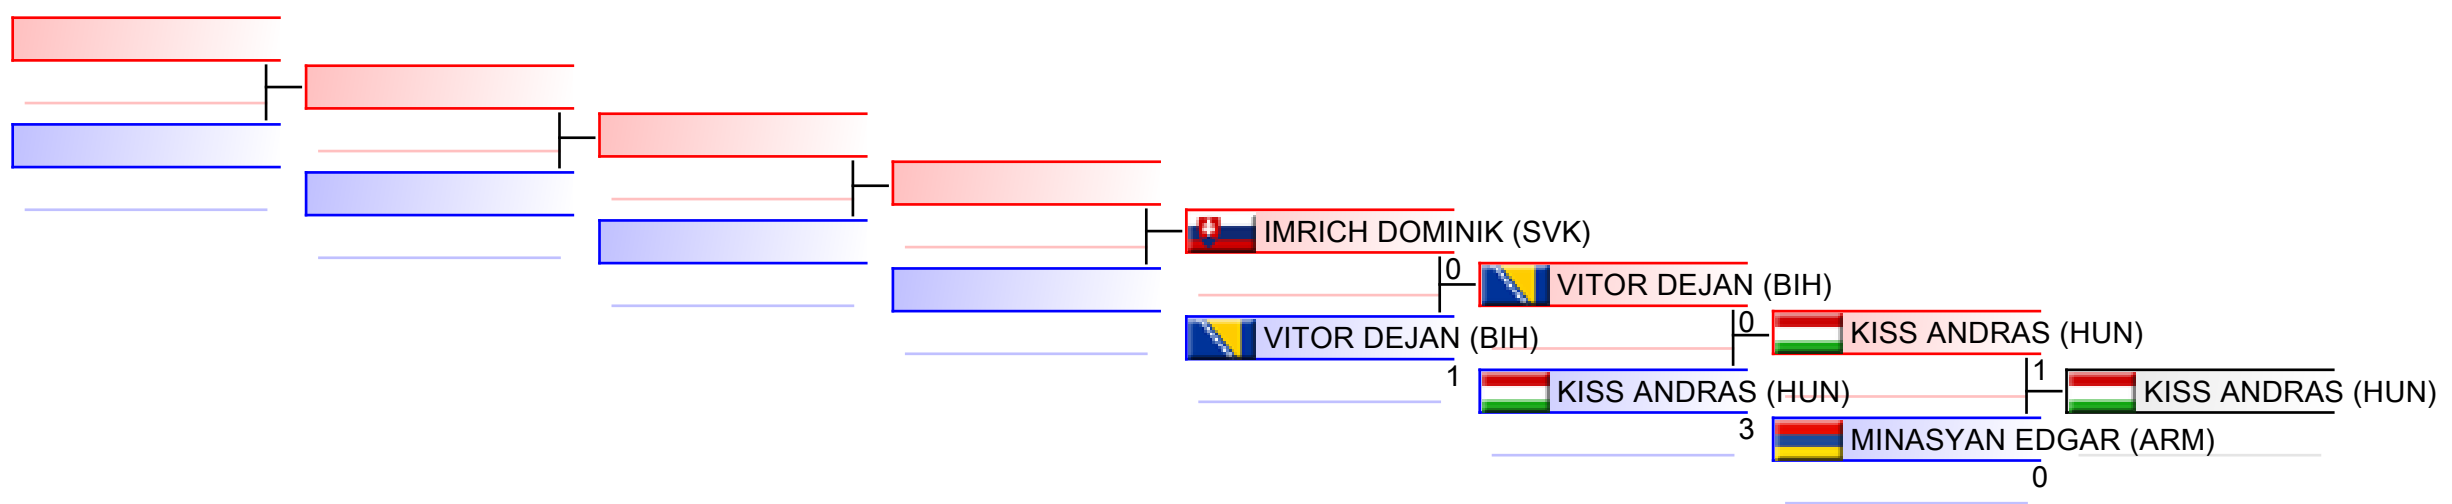 IMRICH DOMINIK (SVK)
0
VITOR DEJAN (BIH)
1
VITOR DEJAN (BIH)
0
KISS ANDRAS (HUN)
3
KISS ANDRAS (HUN)
1
MINASYAN EDGAR (ARM)
0
KISS ANDRAS (HUN)